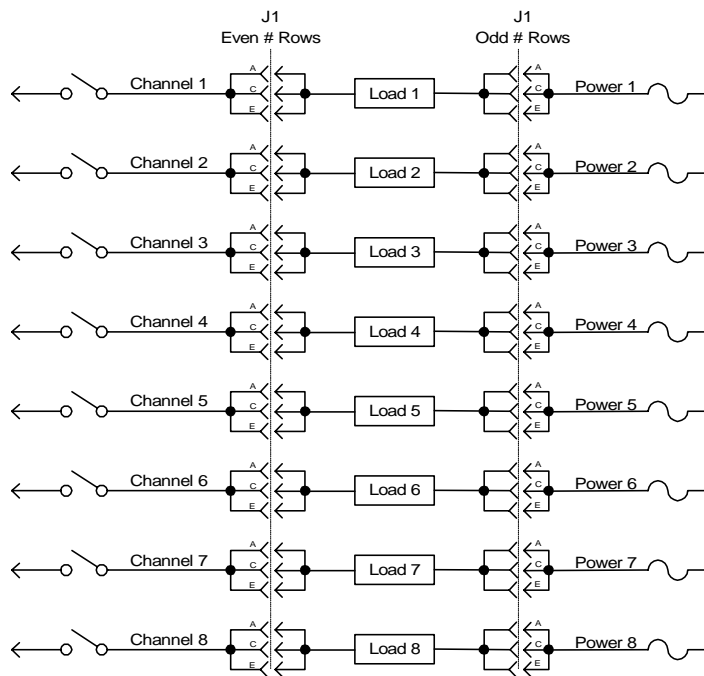 J1 J1
Even # Rows Odd # Rows
A A
Channel 1 C Load 1 C Power 1
E E
A A
Channel 2 C Load 2 C Power 2
E E
A A
Channel 3 C Load 3 C Power 3
E E
A A
Channel 4 C Load 4 C Power 4
E E
A A
Channel 5 C Load 5 C Power 5
E E
A A
Channel 6 C Load 6 C Power 6
E E
A A
Channel 7 C Load 7 C Power 7
E E
A A
Channel 8 C Load 8 C Power 8
E E